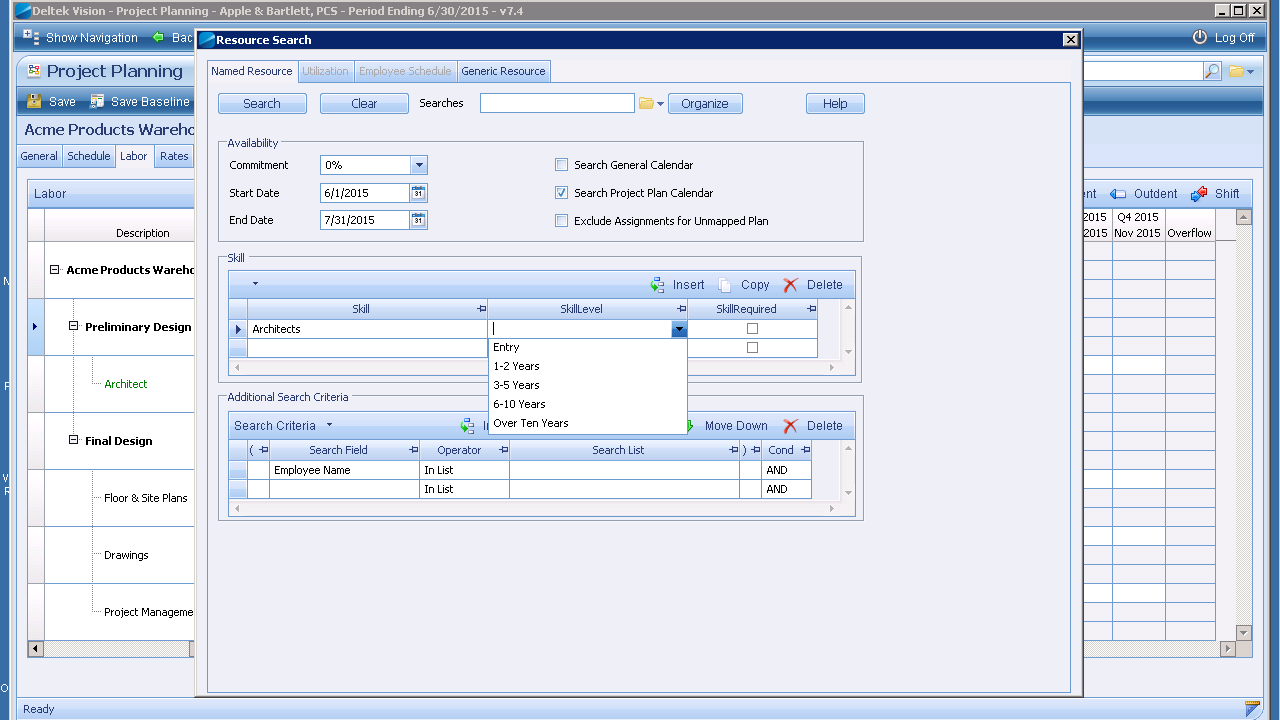 Deltek Vision - Project Planning - Apple & Bartlett, PCS - Period Ending 6/30/2015 - v7.4
Show Navigation Bac Log Off
Project Planning
Save Save Baseline
Acme Products Wareho
General Schedule Labor Rates
Labor
Description
Acme Products Wareho
Preliminary Design
Architect
Final Design
Floor & Site Plans
Drawings
Project Manageme
Ready
Resource Search
Named Resource Utilization Employee Schedule Generic Resource
Search Clear Searches Organize Help
Availability
Commitment 0% Search General Calendar
Start Date 6/1/2015 31 Search Project Plan Calendar
End Date 7/31/2015 31 Exclude Assignments for Unmapped Plan
Skill
Insert Copy Delete
Skill SkillLevel SkillRequired
Architects
Entry
1-2 Years
3-5 Years
6-10 Years
Over Ten Years
Additional Search Criteria
Search Criteria Move Down Delete
( Search Field Operator Search List ) Cond
Employee Name In List AND
In List AND
nt Outdent Shift
2015 Q4 2015
2015 Nov 2015 Overflow